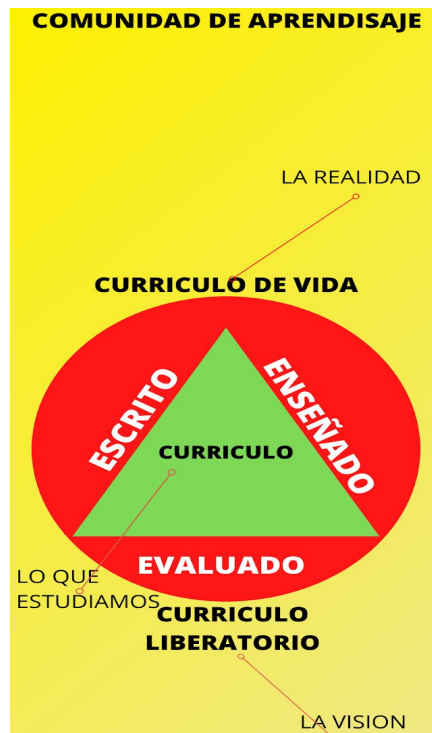 COMUNIDAD DE APRENDISAJE
LA REALIDAD
CURRICULO DE VIDA
ESCRITO
ENSEÑADO
CURRICULO
EVALUADO
LO QUE
ESTUDIAMOS
CURRICULO
LIBERATORIO
LA VISION